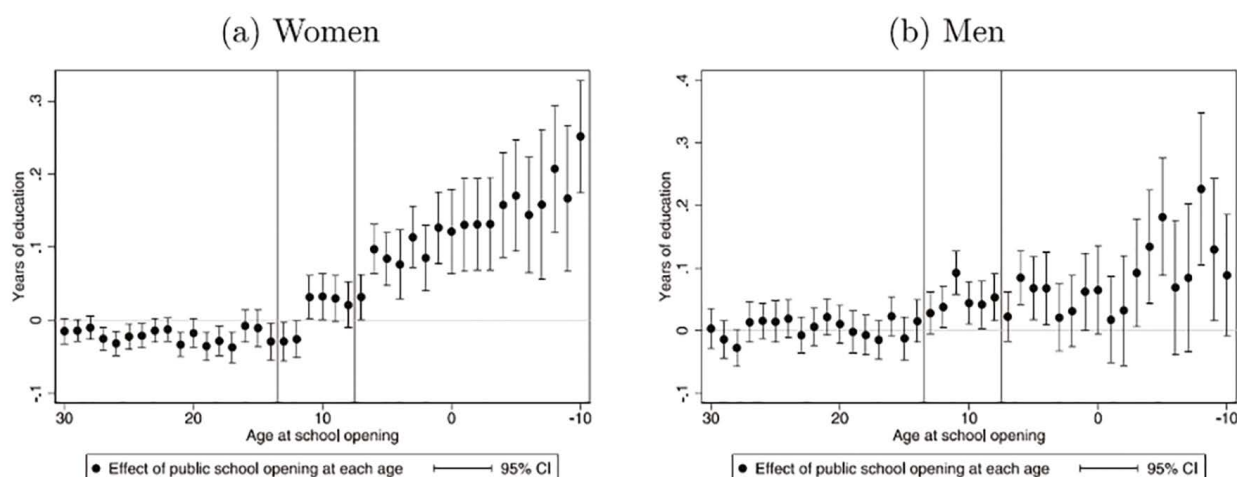 (a) Women
Years of education
.3
.2
.1
0
-.1
30
20
10
0
-10
Age at school opening
Effect of public school opening at each age
95% CI
(b) Men
Years of education
.4
.3
.2
.1
0
-.1
30
20
10
0
-10
Age at school opening
Effect of public school opening at each age
95% CI